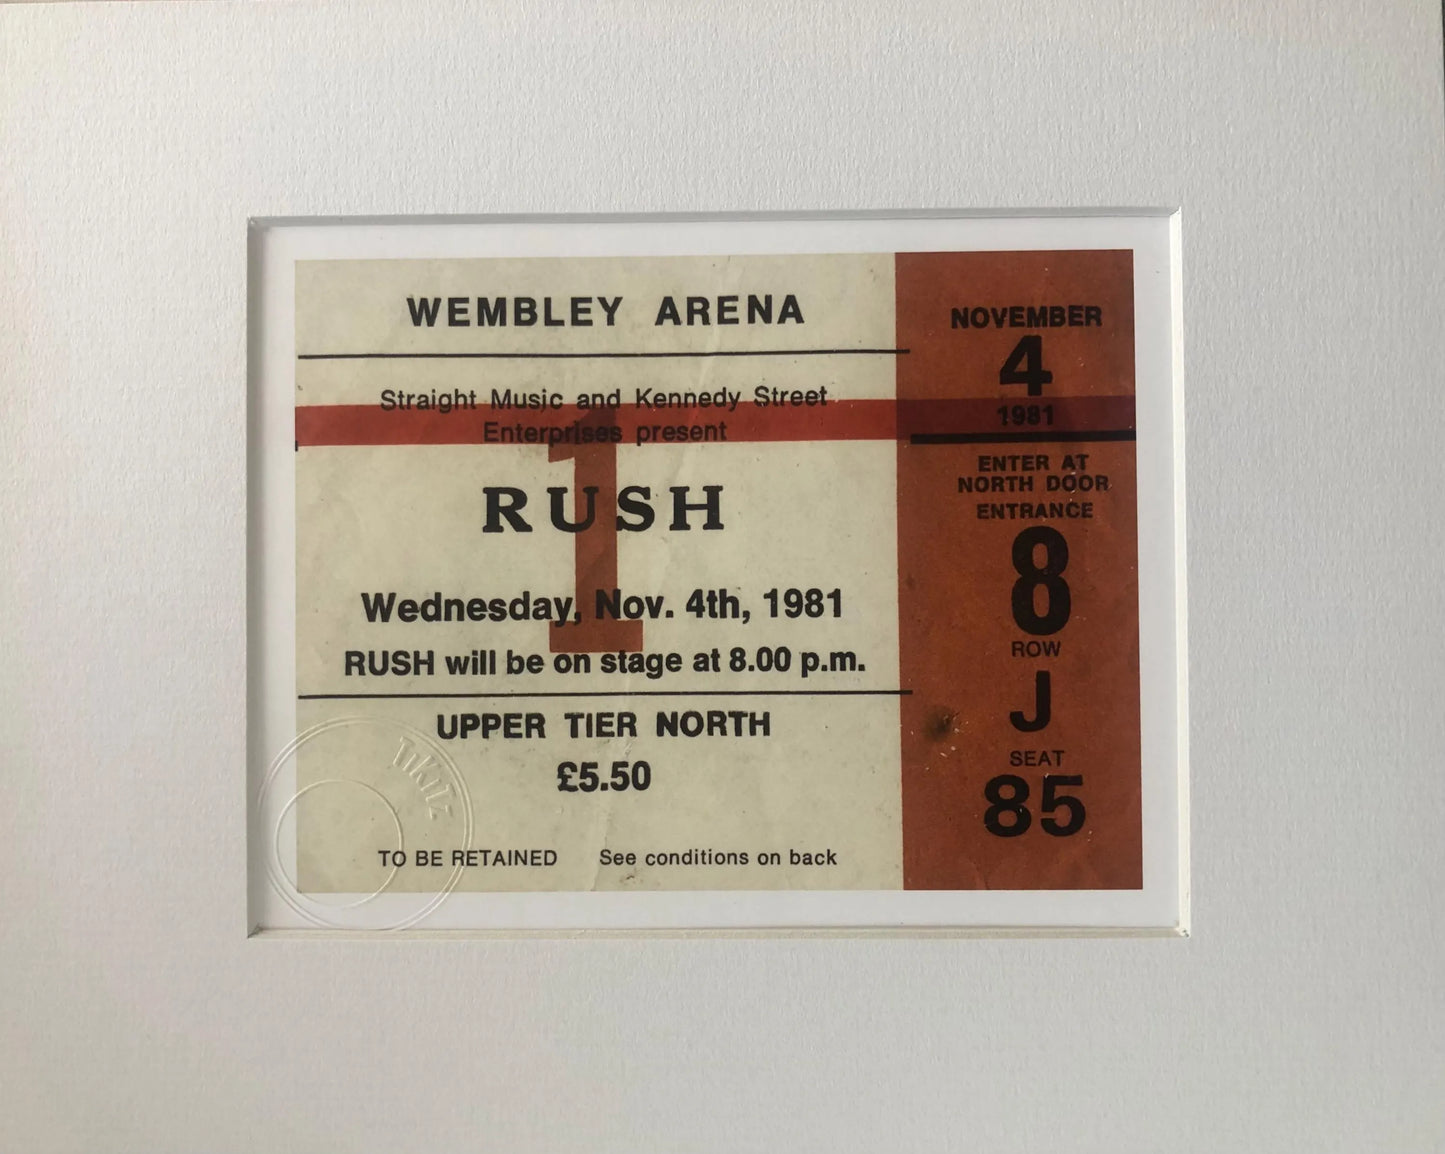 WEMBLEY ARENA
Straight Music and Kennedy Street
Enterprises present
1
RUSH
Wednesday, Nov. 4th, 1981
RUSH will be on stage at 8.00 p.m.
UPPER TIER NORTH
£5.50
TO BE RETAINED See conditions on back
TIKITZ
NOVEMBER
4
1981
ENTER AT
NORTH DOOR
ENTRANCE
8
ROW
J
SEAT
85